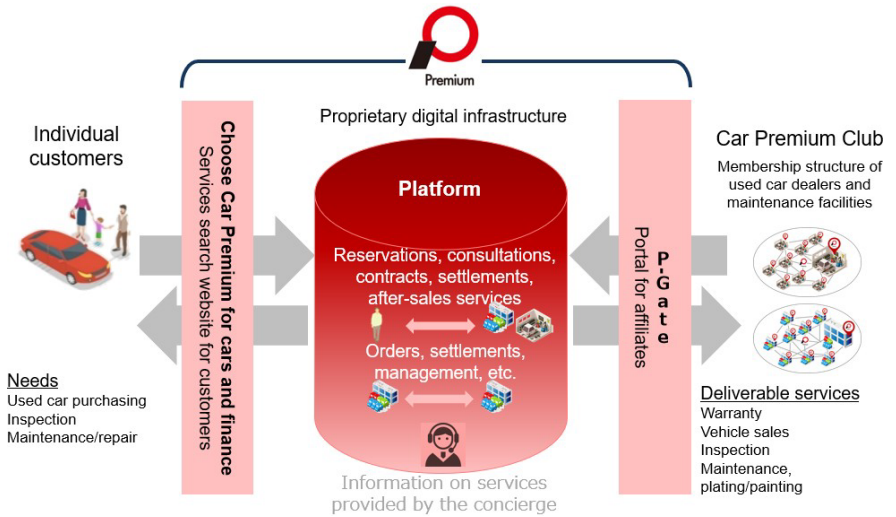 Premium
Proprietary digital infrastructure
Individual
customers
Needs
Used car purchasing
Inspection
Maintenance/repair
Choose Car Premium for cars and finance
Services search website for customers
Platform
Reservations, consultations,
contracts, settlements,
after-sales services
Orders, settlements,
management, etc.
Information on services
provided by the concierge
P-Gate
Portal for affiliates
Car Premium Club
Membership structure of
used car dealers and
maintenance facilities
Deliverable services
Warranty
Vehicle sales
Inspection
Maintenance,
plating/painting